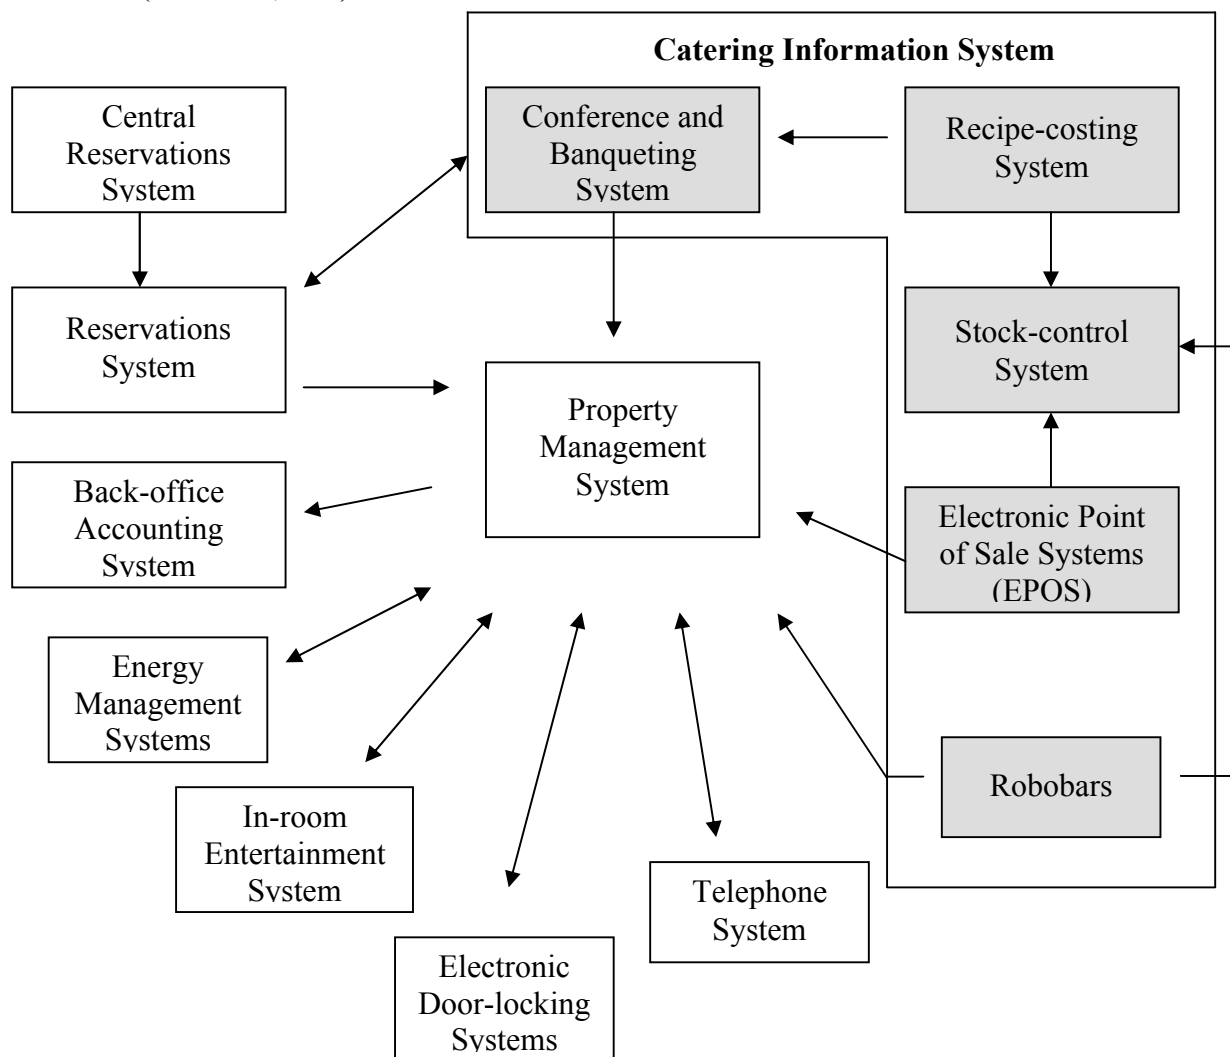 Catering Information System
Central
Reservations
System
Conference and
Banqueting
System
Recipe-costing
System
Reservations
System
Stock-control
System
Property
Management
System
Back-office
Accounting
System
Electronic Point
of Sale Systems
(EPOS)
Energy
Management
Systems
Robobars
In-room
Entertainment
System
Telephone
System
Electronic
Door-locking
Systems